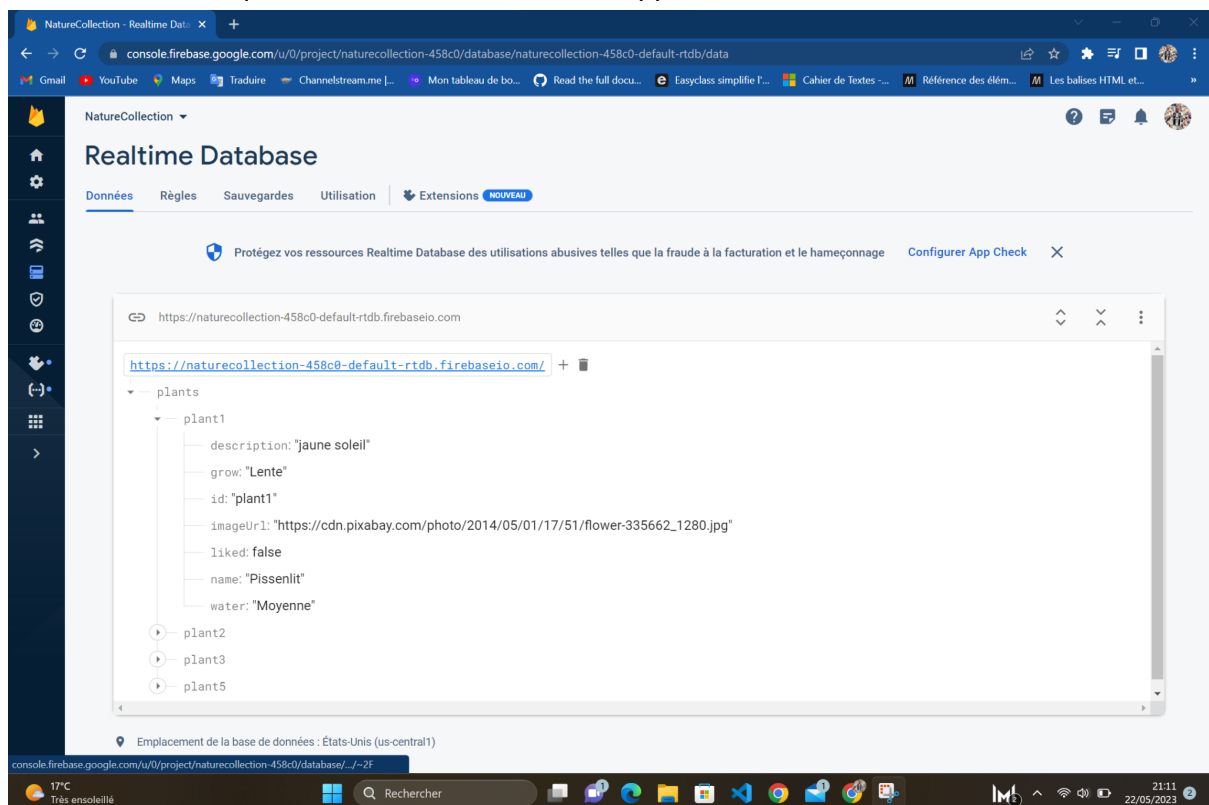 NatureCollection - Realtime Data
console.firebase.google.com/u/0/project/naturecollection-458c0/database/naturecollection-458c0-default-rtdb/data
Gmail YouTube Maps Traduire Channelstream.me |... Mon tableau de bo... Read the full docu... Easyclass simplifie l'... Cahier de Textes -... Référence des élém... Les balises HTML et... »
NatureCollection
Realtime Database
Données Règles Sauvegardes Utilisation Extensions NOUVEAU
Protégez vos ressources Realtime Database des utilisations abusives telles que la fraude à la facturation et le hameçonnage Configurer App Check
https://naturecollection-458c0-default-rtdb.firebaseio.com
https://naturecollection-458c0-default-rtdb.firebaseio.com/
plants
plant1
description: "jaune soleil"
grow: "Lente"
id: "plant1"
imageUrl: "https://cdn.pixabay.com/photo/2014/05/01/17/51/flower-335662_1280.jpg"
liked: false
name: "Pissenlit"
water: "Moyenne"
plant2
plant3
plant5
Emplacement de la base de données : États-Unis (us-central1)
console.firebase.google.com/u/0/project/naturecollection-458c0/database/.../~2F
17°C
Très ensoleillé
Rechercher
21:11
22/05/2023
2